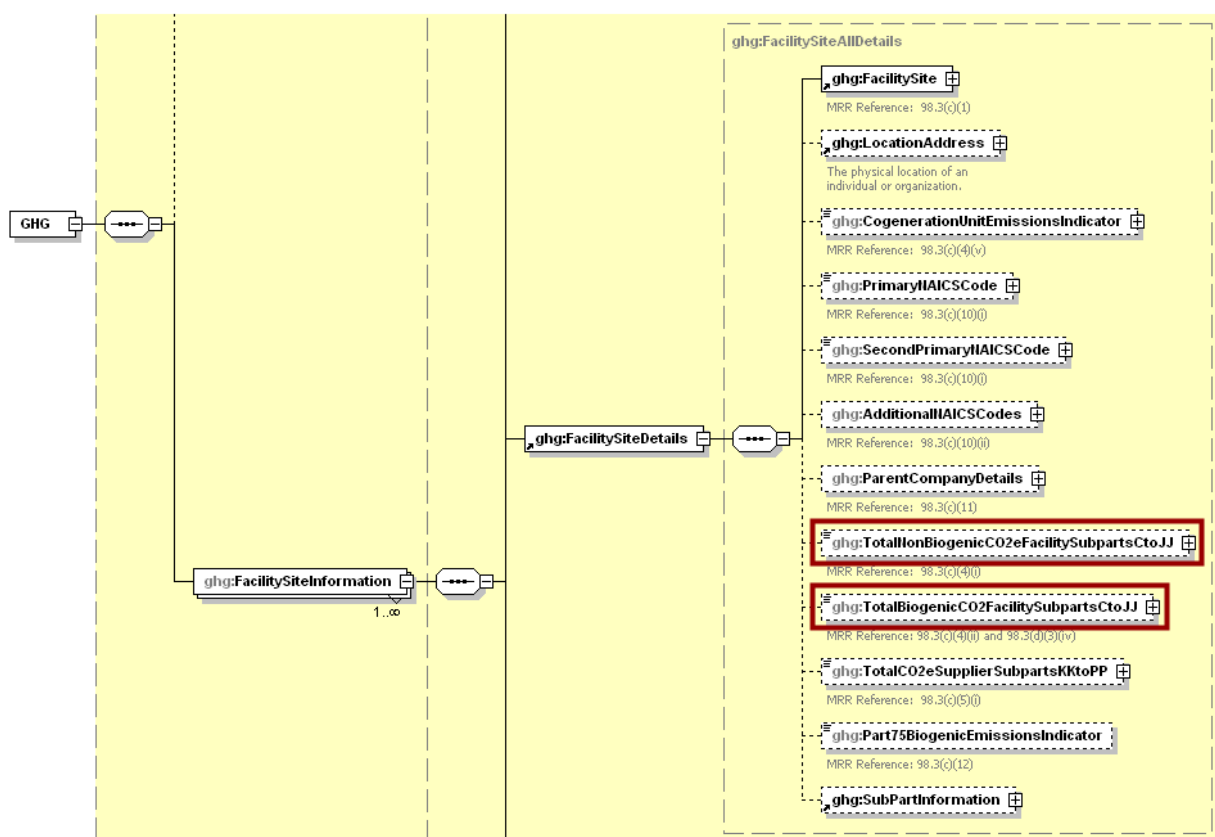 ghg:FacilitySiteAllDetails
ghg:FacilitySite
MRR Reference: 98.3(c)(1)
ghg:LocationAddress
The physical location of an
individual or organization.
GHG
ghg:CogenerationUnitEmissionsIndicator
MRR Reference: 98.3(c)(4)(v)
ghg:PrimaryNAICSCode
MRR Reference: 98.3(c)(10)(i)
ghg:SecondPrimaryNAICSCode
MRR Reference: 98.3(c)(10)(i)
ghg:AdditionalNAICSCodes
MRR Reference: 98.3(c)(10)(ii)
ghg:FacilitySiteDetails
ghg:ParentCompanyDetails
MRR Reference: 98.3(c)(11)
ghg:TotalNonBiogenicCO2eFacilitySubpartsCtoJJ
MRR Reference: 98.3(c)(4)(i)
ghg:FacilitySiteInformation
1..∞
ghg:TotalBiogenicCO2FacilitySubpartsCtoJJ
MRR Reference: 98.3(c)(4)(ii) and 98.3(d)(3)(iv)
ghg:TotalCO2eSupplierSubpartsKKtoPP
MRR Reference: 98.3(c)(5)(i)
ghg:Part75BiogenicEmissionsIndicator
MRR Reference: 98.3(c)(12)
ghg:SubPartInformation